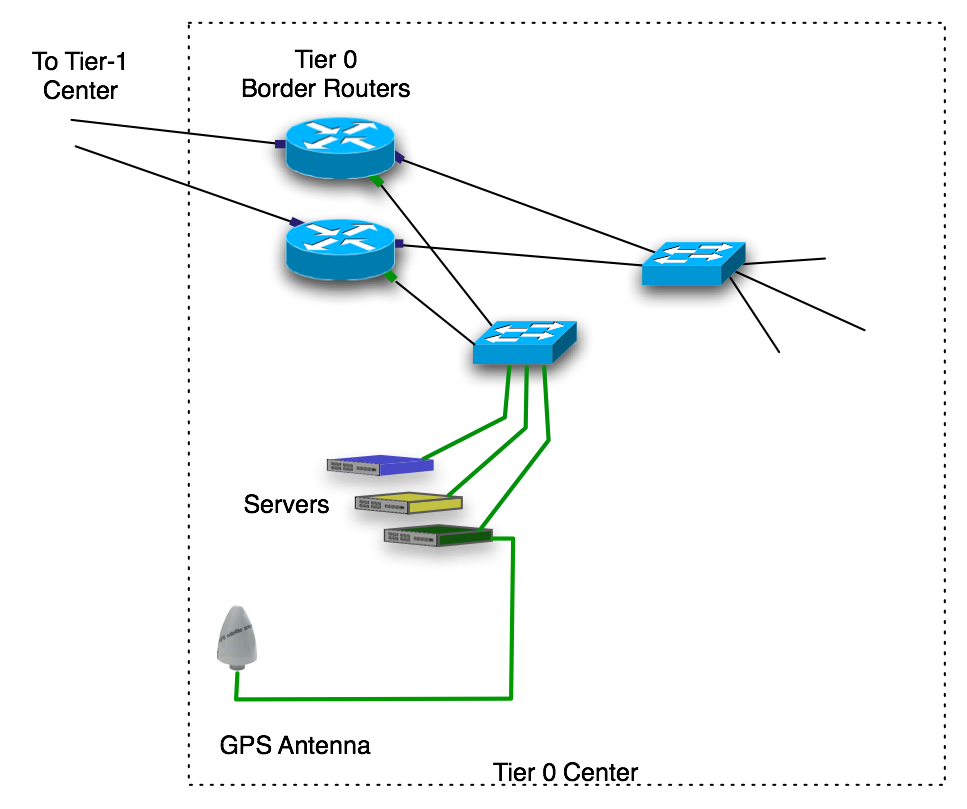 To Tier-1
Center
Tier 0
Border Routers
Servers
GPS Antenna
Tier 0 Center